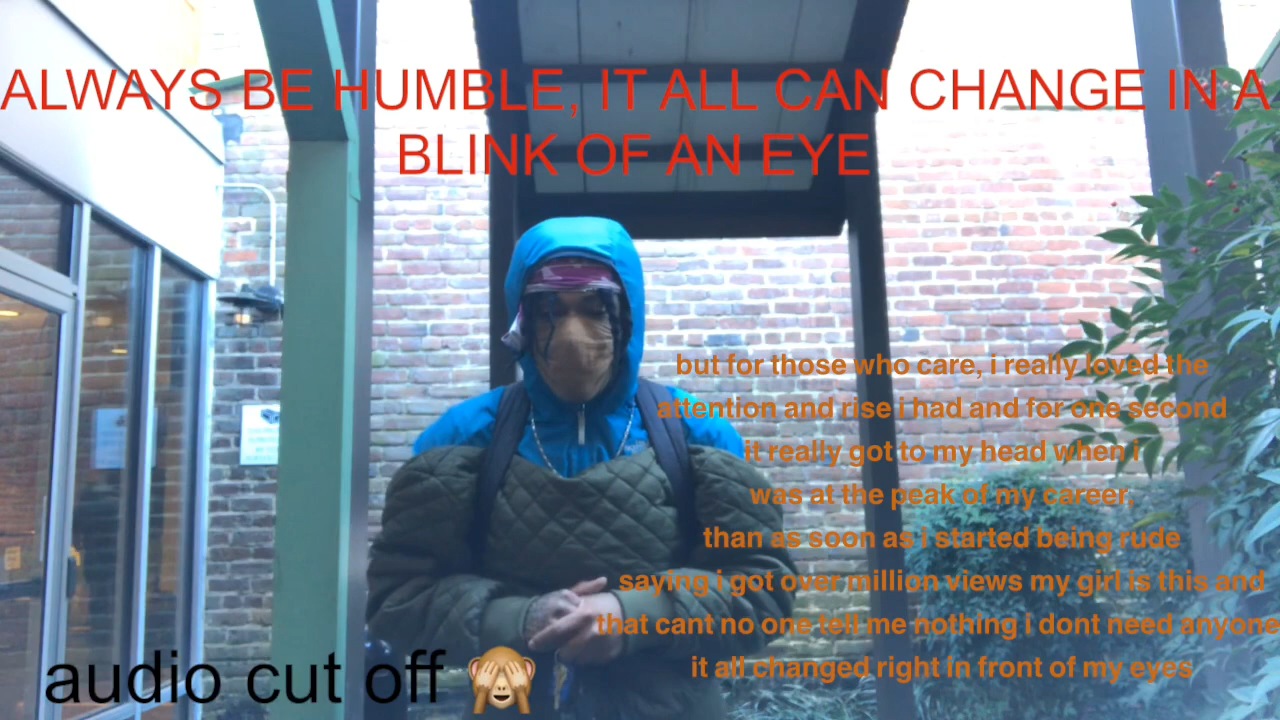 ALWAYS BE HUMBLE, IT ALL CAN CHANGE IN A
BLINK OF AN EYE
but for those who care, i really loved the
attention and rise i had and for one second
it really got to my head when i
was at the peak of my career,
than as soon as i started being rude
saying i got over million views my girl is this and
that cant no one tell me nothing i dont need anyone
it all changed right in front of my eyes
audio cut off 🙈